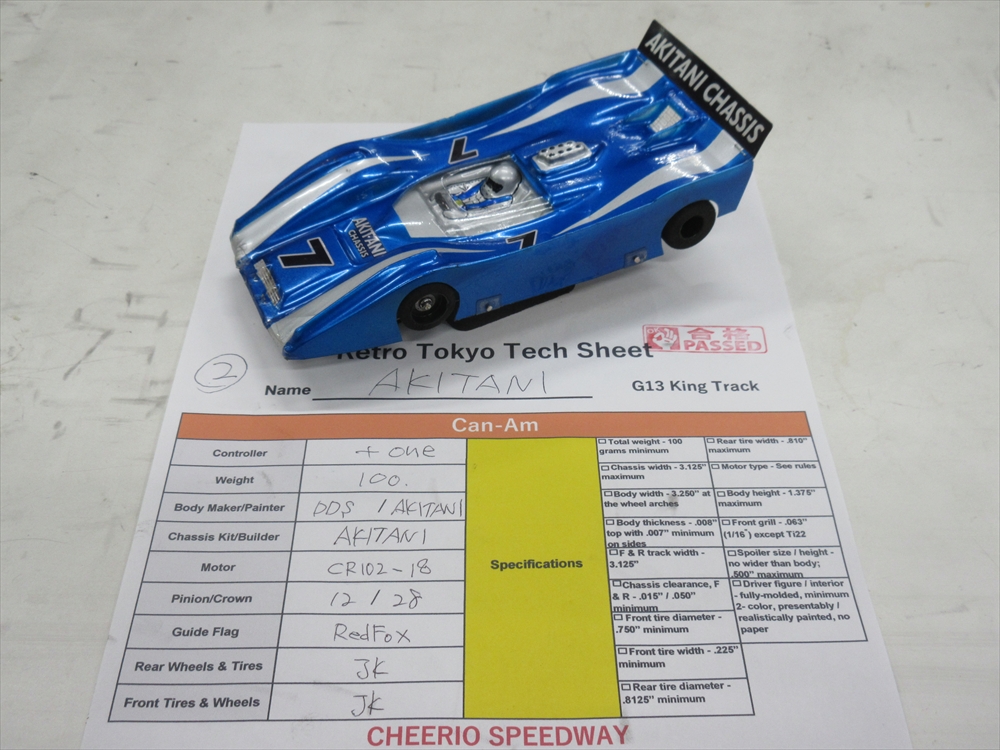 AKITANI CHASSIS
7
7
AKITANI
CHASSIS
7
Retro Tokyo Tech Sheet
合格
PASSED
2
Name AKITANI
G13 King Track
Can-Am
Controller + one
Weight 100.
Body Maker/Painter DDS / AKITANI
Chassis Kit/Builder AKITANI
Motor CR102-18
Pinion/Crown 12 / 28
Guide Flag RedFox
Rear Wheels & Tires JK
Front Tires & Wheels JK
Specifications
☐ Total weight - 100
grams minimum
☐ Rear tire width - .810"
maximum
☐ Chassis width - 3.125"
maximum
☐ Motor type - See rules
☐ Body width - 3.250" at
the wheel arches
☐ Body height - 1.375"
maximum
☐ Body thickness - .008"
top with .007" minimum
on sides
☐ Front grill - .063"
(1/16") except Ti22
☐ F & R track width -
3.125"
☐ Spoiler size / height -
no wider than body;
.500" maximum
☐ Chassis clearance, F
& R - .015" / .050"
minimum
☐ Driver figure / interior
- fully-molded, minimum
2- color, presentably /
realistically painted, no
paper
☐ Front tire diameter -
.750" minimum
☐ Front tire width - .225"
minimum
☐ Rear tire diameter -
.8125" minimum
CHEERIO SPEEDWAY